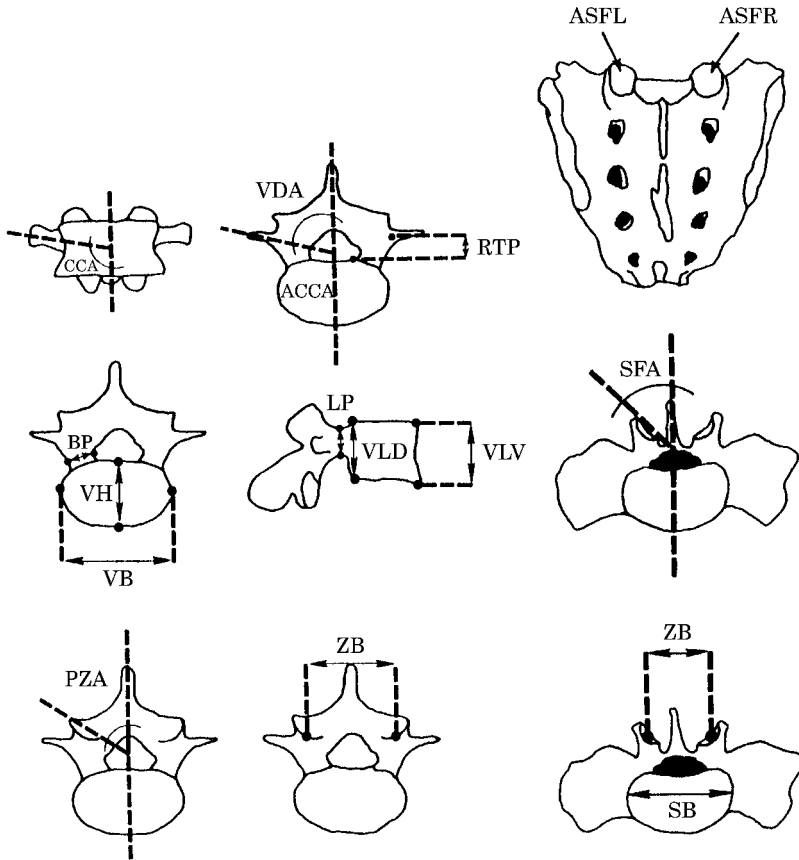 ASFL ASFR
VDA
RTP
CCA
ACCA
SFA
LP
BP
VLD VLV
VH
VB
ZB ZB
PZA
SB